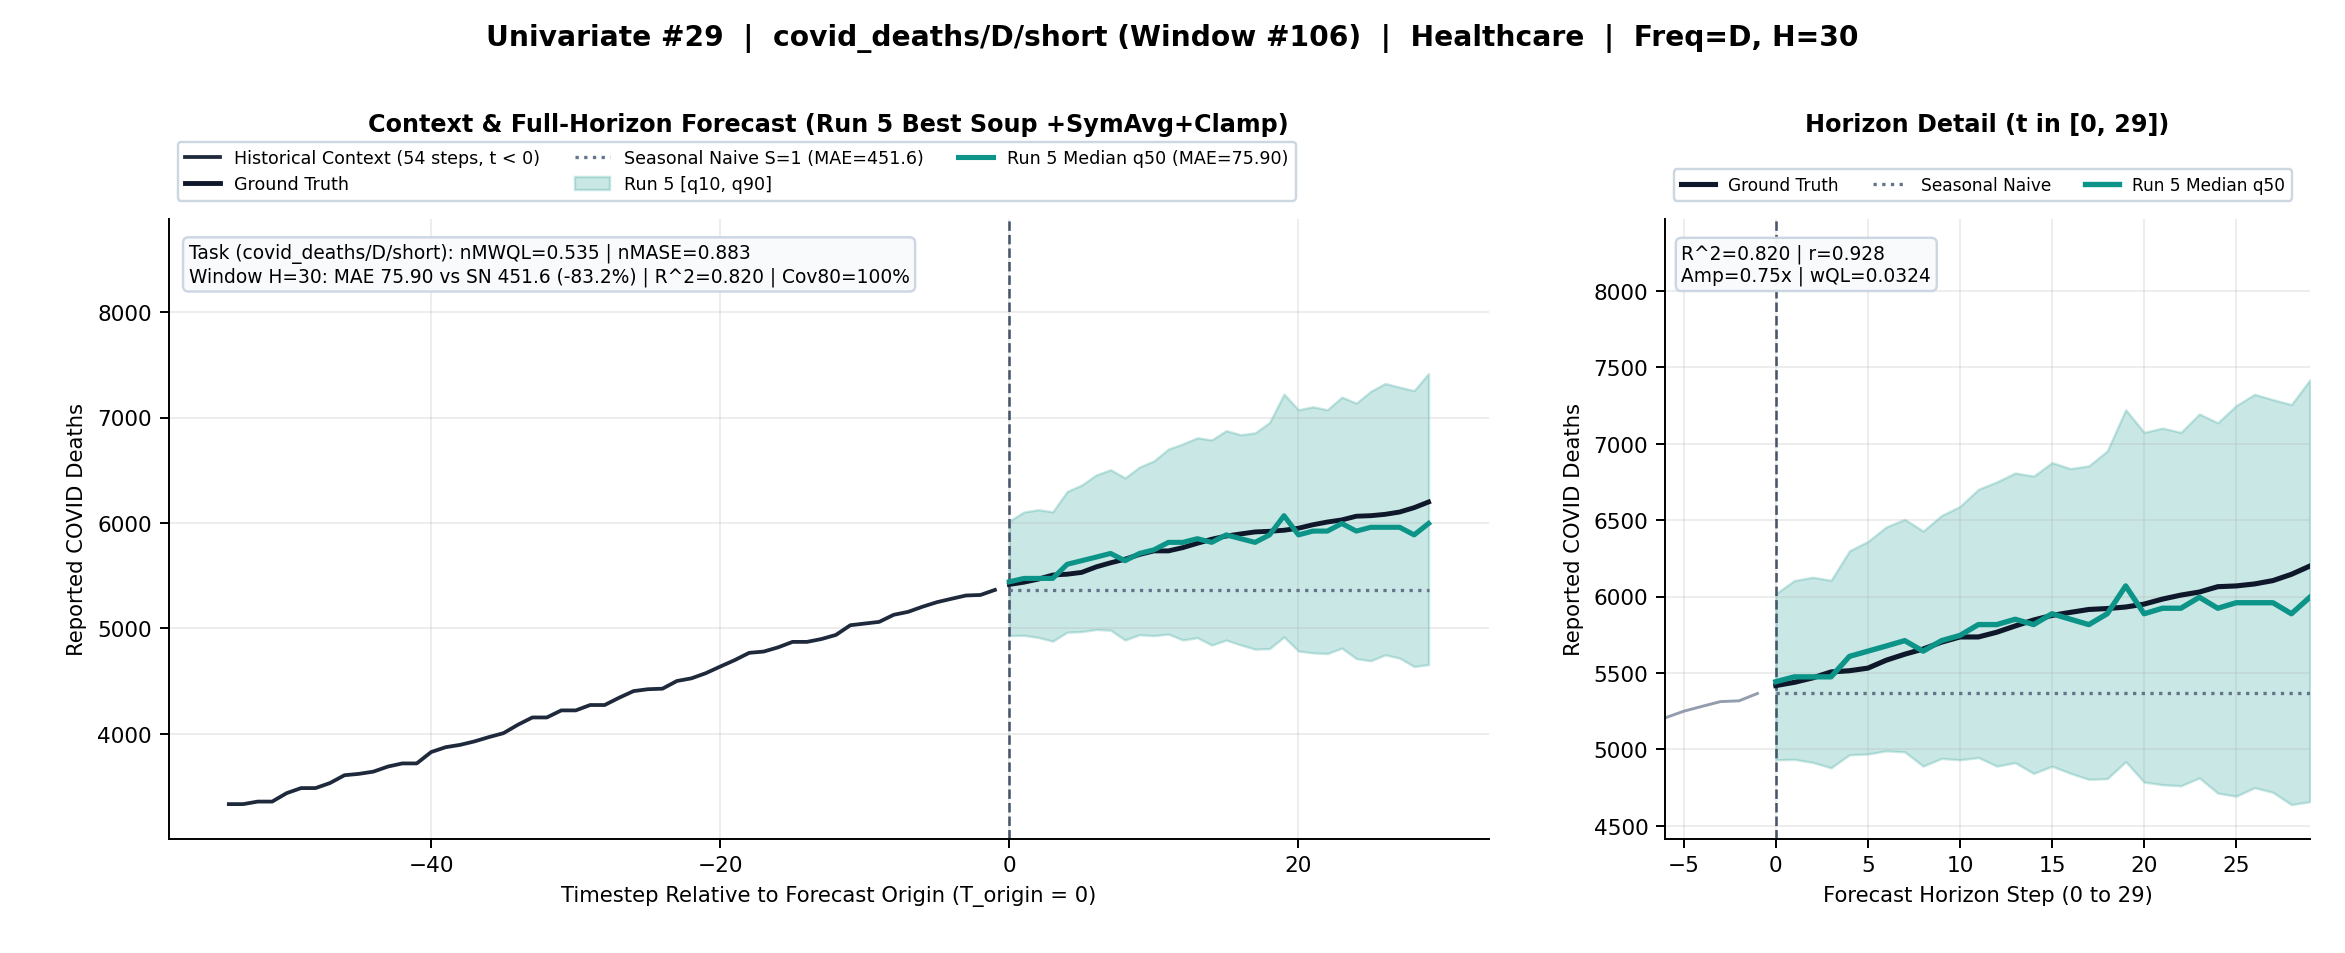 Univariate #29 | covid_deaths/D/short (Window #106) | Healthcare | Freq=D, H=30
Context & Full-Horizon Forecast (Run 5 Best Soup +SymAvg+Clamp)
Historical Context (54 steps, t < 0)
Ground Truth
Seasonal Naive S=1 (MAE=451.6)
Run 5 [q10, q90]
Run 5 Median q50 (MAE=75.90)
Task (covid_deaths/D/short): nMWQL=0.535 | nMASE=0.883
Window H=30: MAE 75.90 vs SN 451.6 (-83.2%) | R^2=0.820 | Cov80=100%
Reported COVID Deaths
8000
7000
6000
5000
4000
−40
−20
0
20
Timestep Relative to Forecast Origin (T_origin = 0)
Horizon Detail (t in [0, 29])
Ground Truth
Seasonal Naive
Run 5 Median q50
R^2=0.820 | r=0.928
Amp=0.75x | wQL=0.0324
Reported COVID Deaths
8000
7500
7000
6500
6000
5500
5000
4500
−5
0
5
10
15
20
25
Forecast Horizon Step (0 to 29)